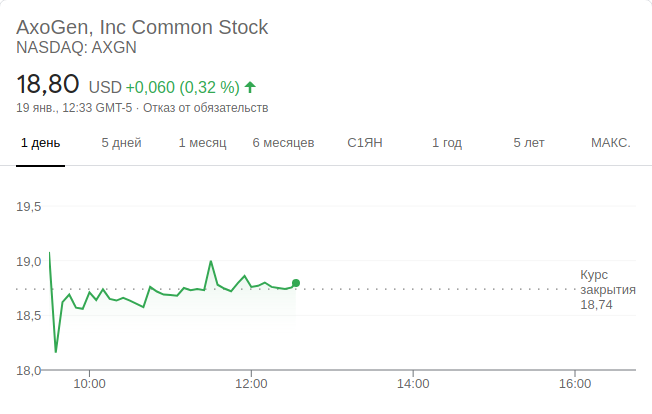 AxoGen, Inc Common Stock
NASDAQ: AXGN
18,80 USD +0,060 (0,32 %)
19 янв., 12:33 GMT-5 · Отказ от обязательств
1 день 5 дней 1 месяц 6 месяцев С1ЯН 1 год 5 лет МАКС.
19,5
19,0
Курс
закрытия
18,74
18,5
18,0
10:00 12:00 14:00 16:00